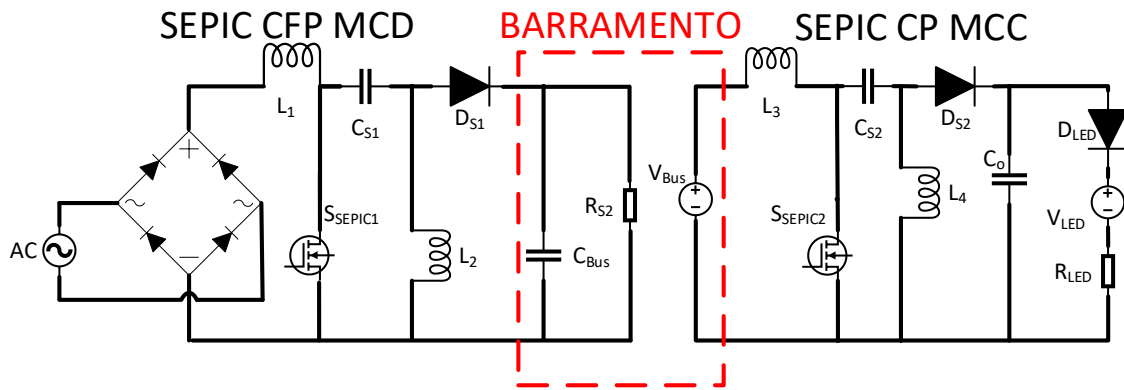 SEPIC CFP MCD
BARRAMENTO
SEPIC CP MCC
L1
CS1
DS1
L3
CS2
DS2
DLED
AC
SSEPIC1
L2
CBus
RS2
VBus
SSEPIC2
L4
Co
VLED
RLED